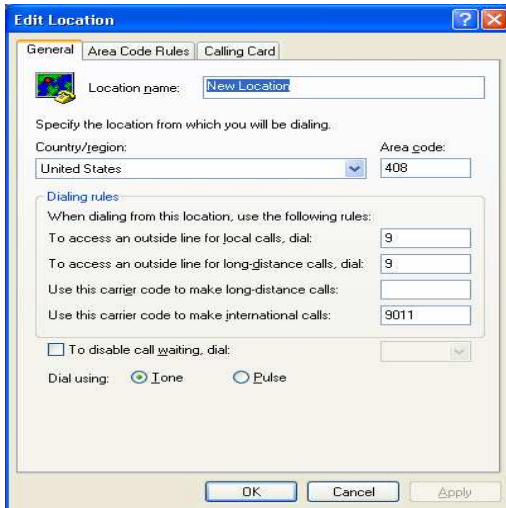 Edit Location
General Area Code Rules Calling Card
Location name: New Location
Specify the location from which you will be dialing.
Country/region: Area code:
United States 408
Dialing rules
When dialing from this location, use the following rules:
To access an outside line for local calls, dial: 9
To access an outside line for long-distance calls, dial: 9
Use this carrier code to make long-distance calls:
Use this carrier code to make international calls: 9011
To disable call waiting, dial:
Dial using: Tone Pulse
OK Cancel Apply